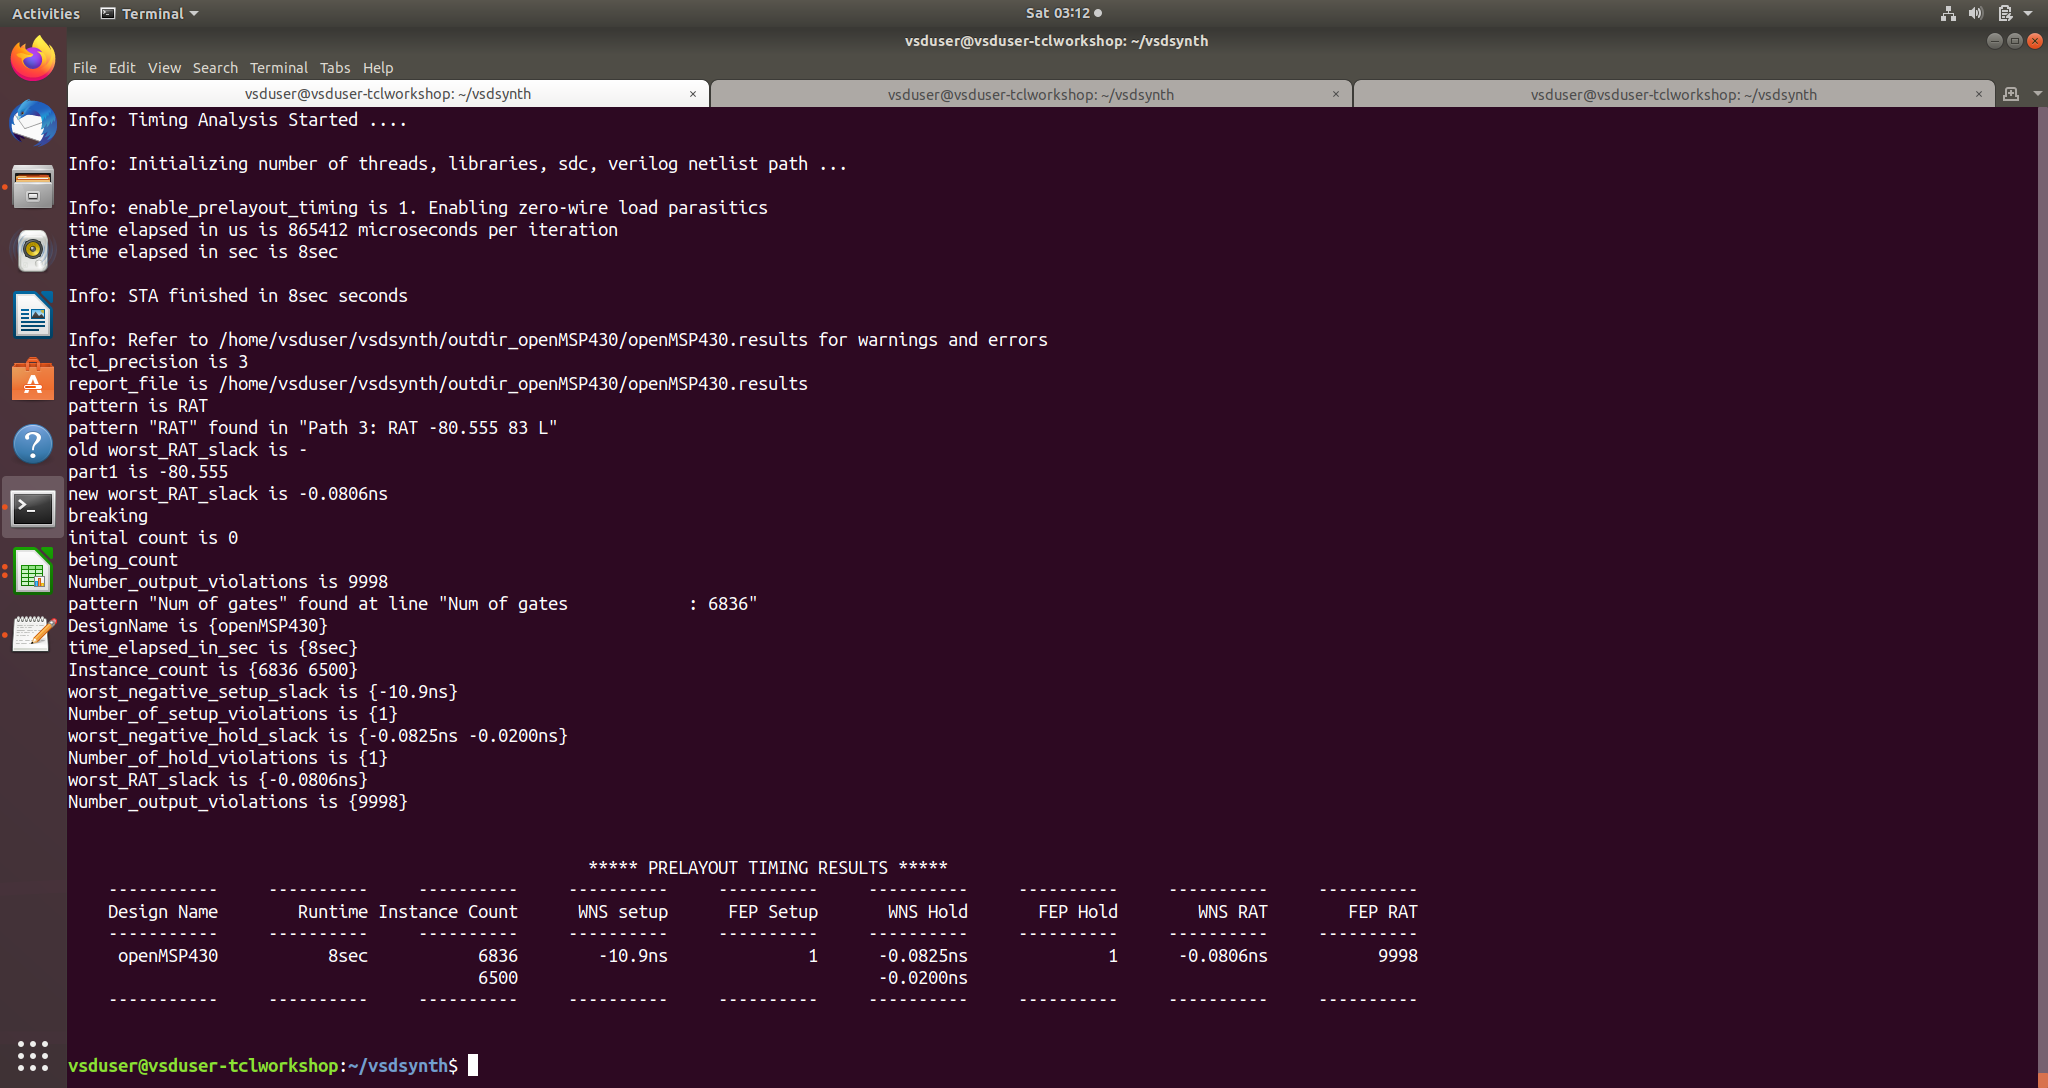 Activities Terminal Sat 03:12
vsduser@vsduser-tclworkshop: ~/vsdsynth
File Edit View Search Terminal Tabs Help
vsduser@vsduser-tclworkshop: ~/vsdsynth × vsduser@vsduser-tclworkshop: ~/vsdsynth × vsduser@vsduser-tclworkshop: ~/vsdsynth ×
Info: Timing Analysis Started ....
Info: Initializing number of threads, libraries, sdc, verilog netlist path ...
Info: enable_prelayout_timing is 1. Enabling zero-wire load parasitics
time elapsed in us is 865412 microseconds per iteration
time elapsed in sec is 8sec
Info: STA finished in 8sec seconds
Info: Refer to /home/vsduser/vsdsynth/outdir_openMSP430/openMSP430.results for warnings and errors
tcl_precision is 3
report_file is /home/vsduser/vsdsynth/outdir_openMSP430/openMSP430.results
pattern is RAT
pattern "RAT" found in "Path 3: RAT -80.555 83 L"
old worst_RAT_slack is -
part1 is -80.555
new worst_RAT_slack is -0.0806ns
breaking
inital count is 0
being_count
Number_output_violations is 9998
pattern "Num of gates" found at line "Num of gates            : 6836"
DesignName is {openMSP430}
time_elapsed_in_sec is {8sec}
Instance_count is {6836 6500}
worst_negative_setup_slack is {-10.9ns}
Number_of_setup_violations is {1}
worst_negative_hold_slack is {-0.0825ns -0.0200ns}
Number_of_hold_violations is {1}
worst_RAT_slack is {-0.0806ns}
Number_output_violations is {9998}
***** PRELAYOUT TIMING RESULTS *****
----------- ---------- ---------- ---------- ---------- ---------- ---------- ---------- ----------
Design Name Runtime Instance Count WNS setup FEP Setup WNS Hold FEP Hold WNS RAT FEP RAT
----------- ---------- ---------- ---------- ---------- ---------- ---------- ---------- ----------
openMSP430 8sec 6836 -10.9ns 1 -0.0825ns 1 -0.0806ns 9998
6500 -0.0200ns
----------- ---------- ---------- ---------- ---------- ---------- ---------- ---------- ----------
vsduser@vsduser-tclworkshop:~/vsdsynth$